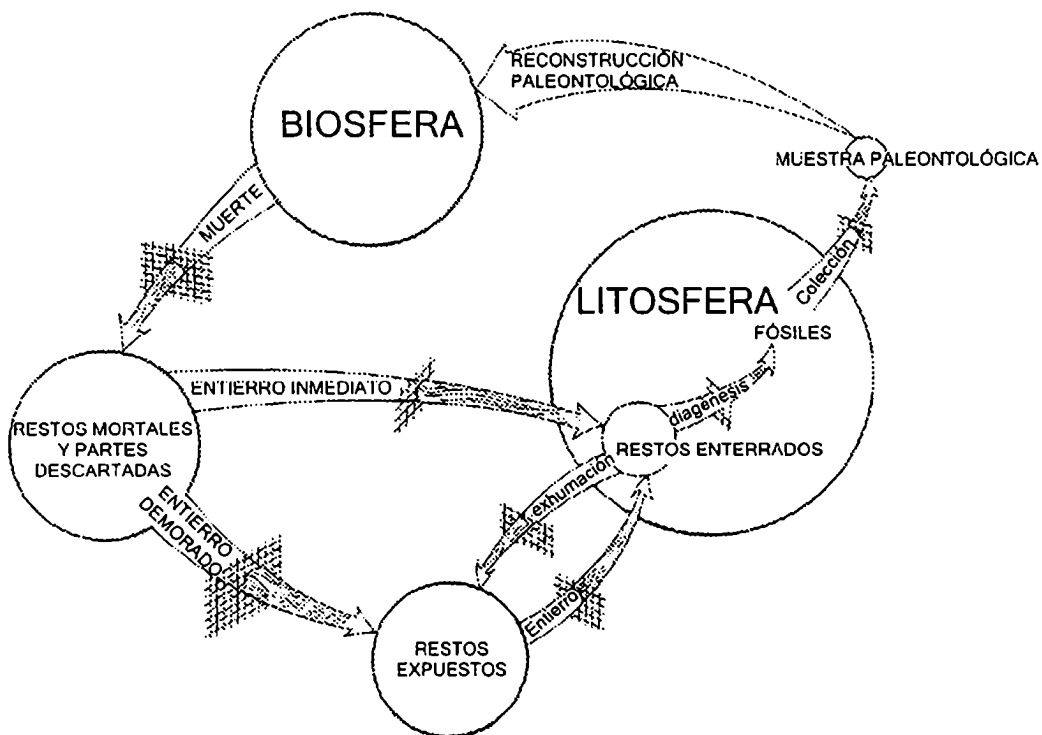 RECONSTRUCCIÓN
PALEONTOLÓGICA
BIOSFERA
MUESTRA PALEONTOLÓGICA
MUERTE
Colección
LITOSFERA
FÓSILES
ENTIERRO INMEDIATO
diagénesis
RESTOS MORTALES
Y PARTES
DESCARTADAS
RESTOS ENTERRADOS
exhumación
ENTIERRO
DEMORADO
Entierro
RESTOS
EXPUESTOS